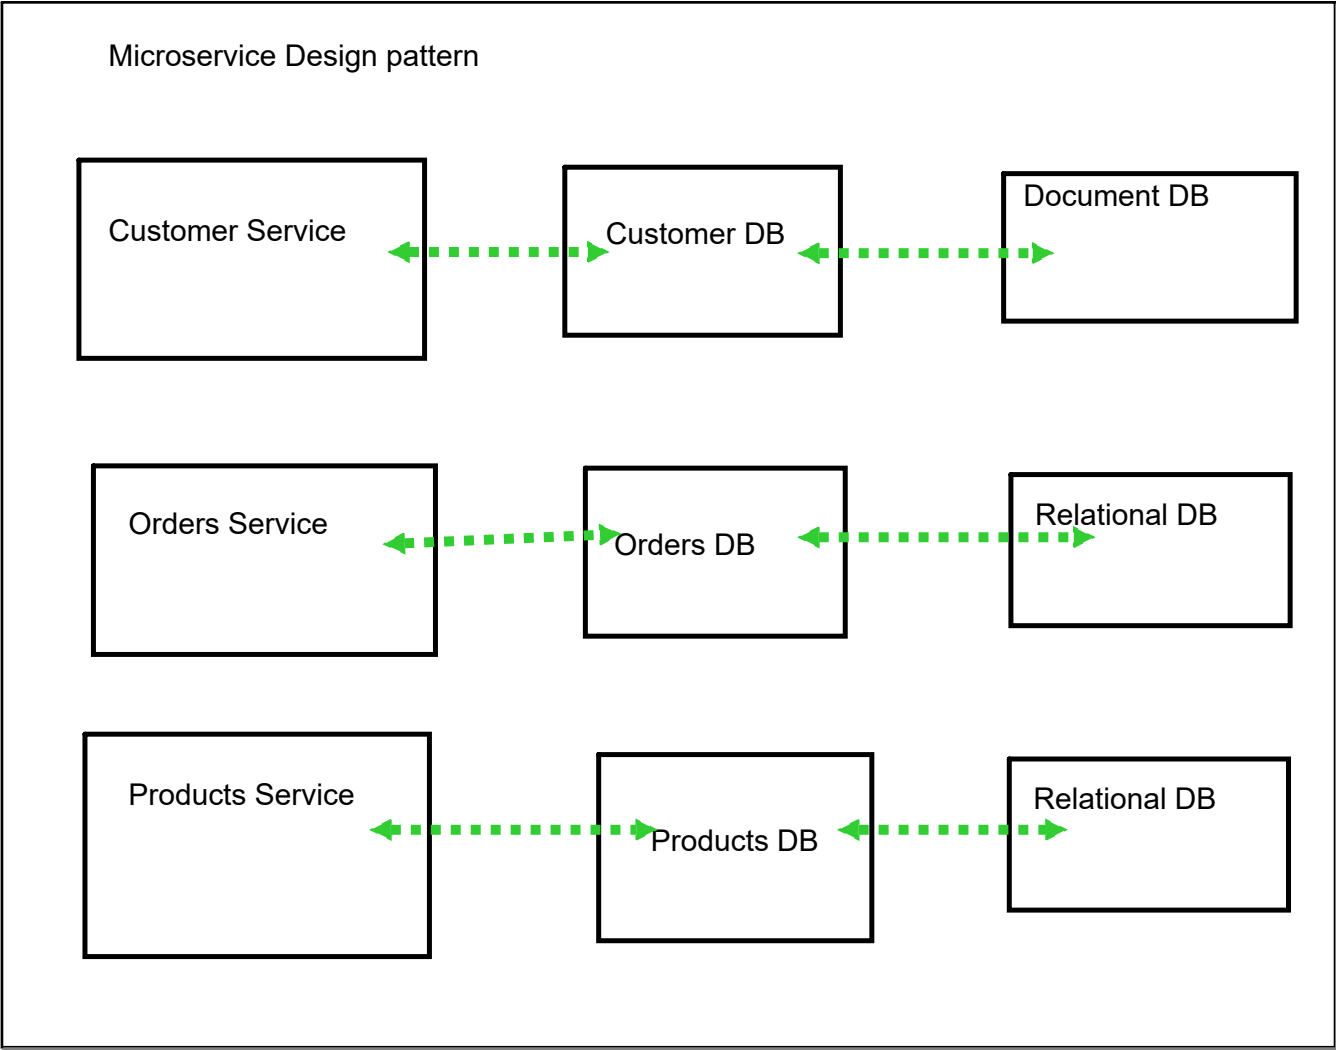 Microservice Design pattern
Customer Service
Customer DB
Document DB
Orders Service
Orders DB
Relational DB
Products Service
Products DB
Relational DB